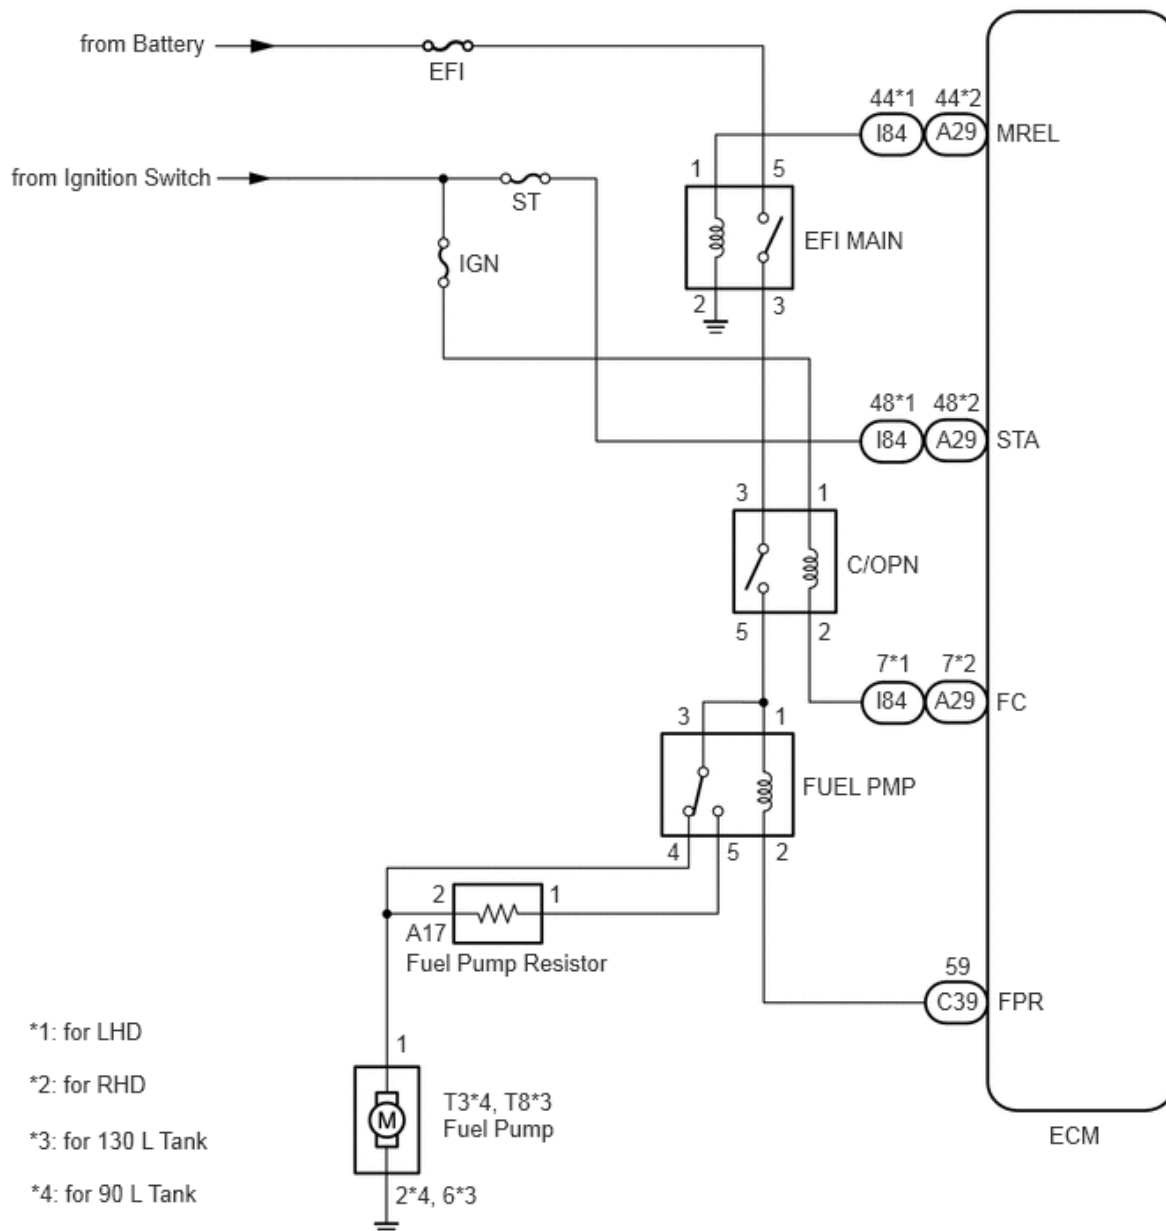 from Battery
EFI
44*1 44*2
I84 A29 MREL
from Ignition Switch
ST
1 5
EFI MAIN
IGN
2 3
48*1 48*2
I84 A29 STA
3 1
C/OPN
5 2
7*1 7*2
I84 A29 FC
3 1
FUEL PMP
4 5 2
2 1
A17
Fuel Pump Resistor
59
C39 FPR
*1: for LHD
1
*2: for RHD
T3*4, T8*3
Fuel Pump
M
ECM
*3: for 130 L Tank
*4: for 90 L Tank
2*4, 6*3